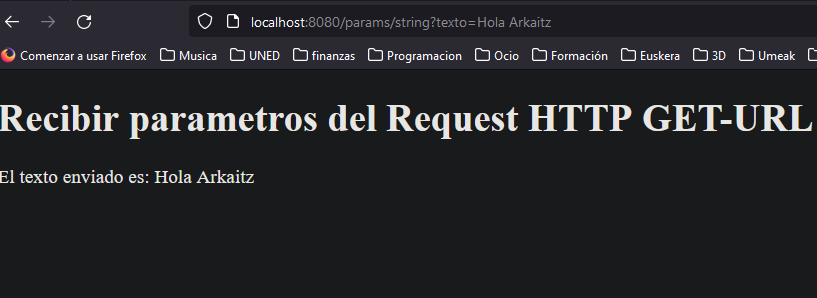 localhost:8080/params/string?texto=Hola Arkaitz
Comenzar a usar Firefox Musica UNED finanzas Programacion Ocio Formación Euskera 3D Umeak
Recibir parametros del Request HTTP GET-URL
El texto enviado es: Hola Arkaitz